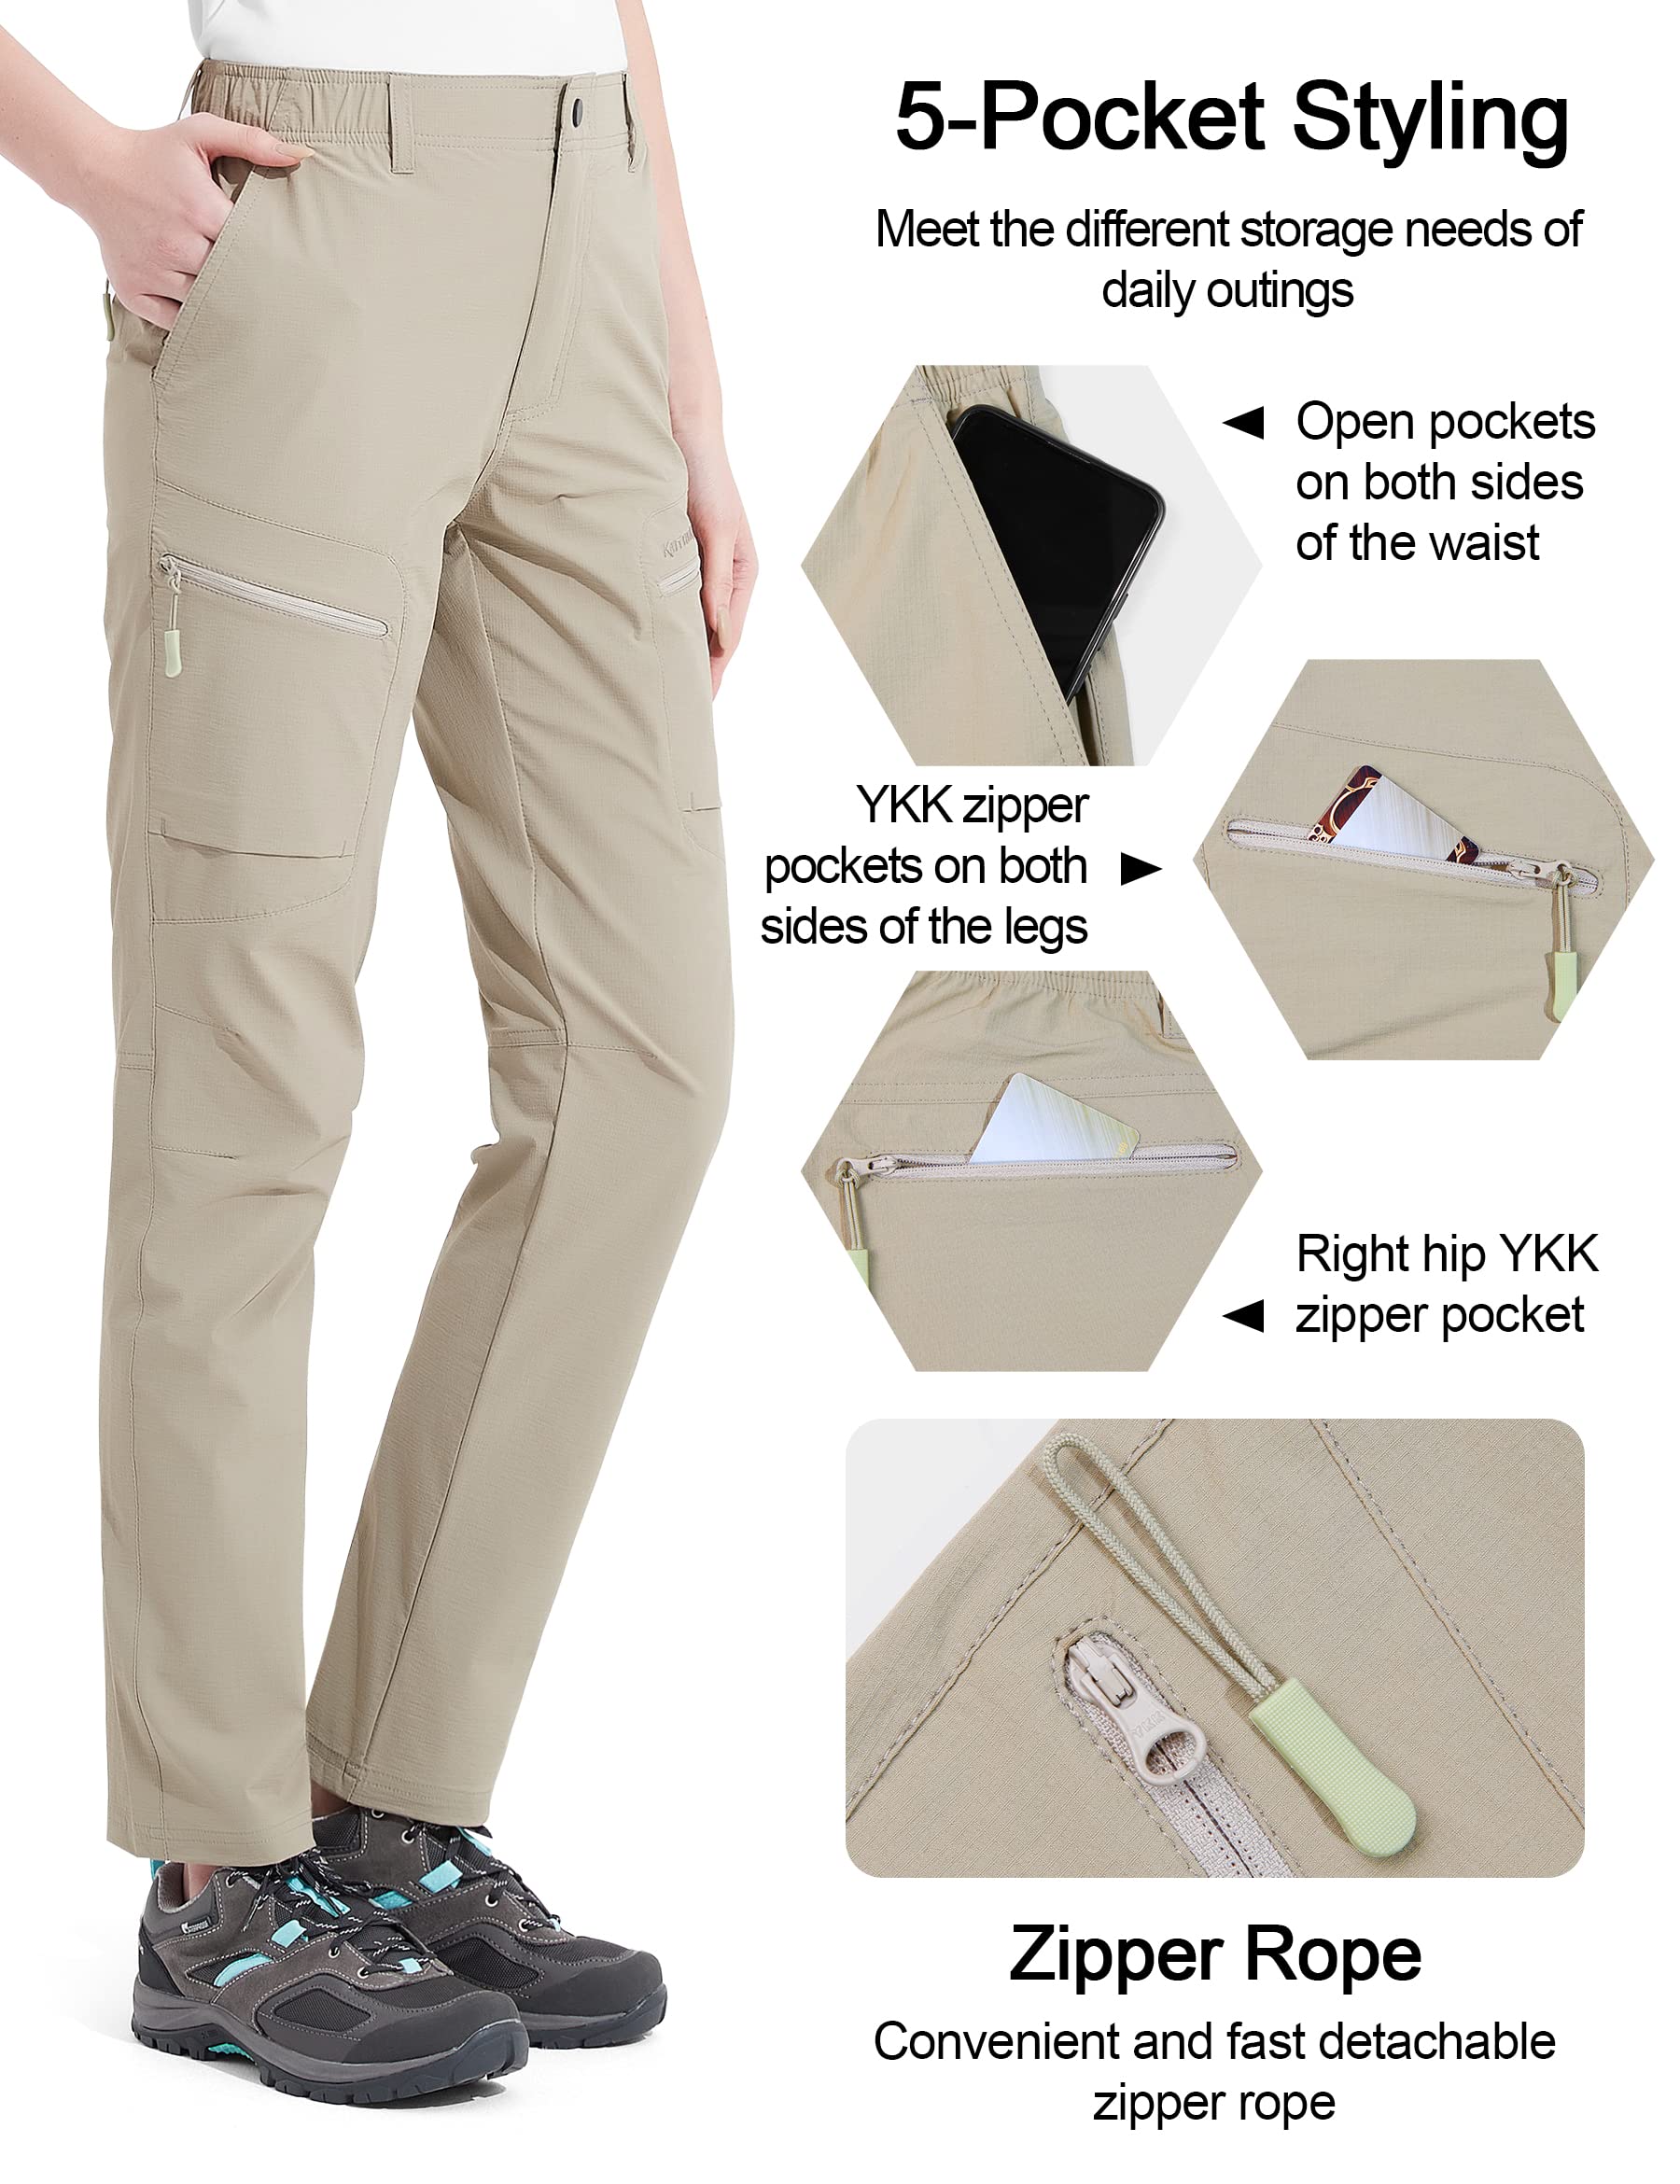 5-Pocket Styling
Meet the different storage needs of
daily outings
Open pockets
on both sides
of the waist
YKK zipper
pockets on both
sides of the legs
Right hip YKK
zipper pocket
Zipper Rope
Convenient and fast detachable
zipper rope